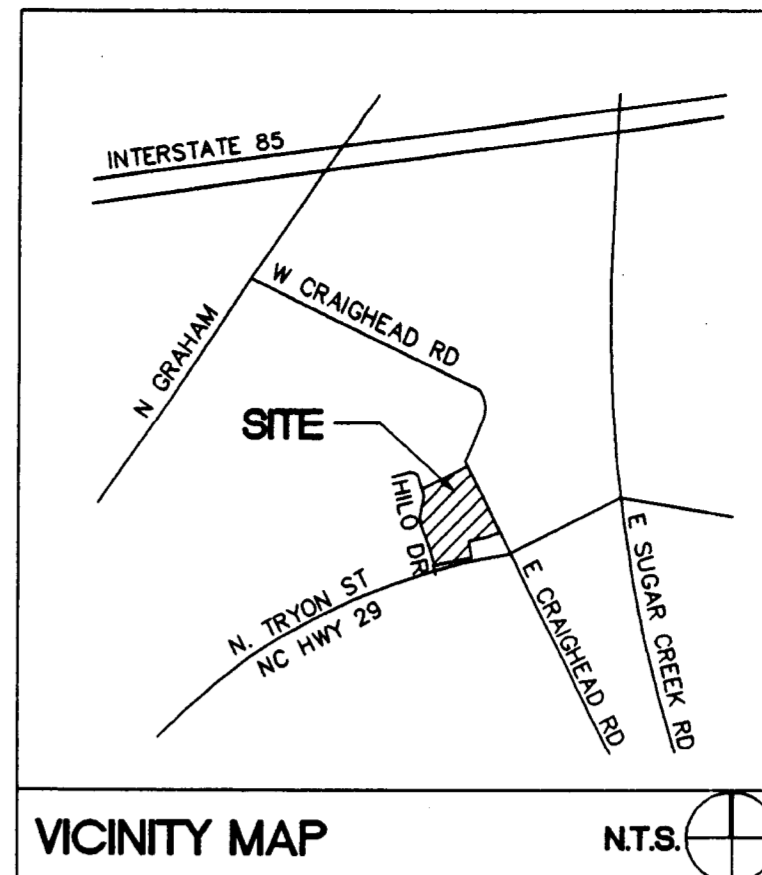 INTERSTATE 85
W CRAIGHEAD RD
N GRAHAM
SITE
HILO DR
N. TRYON ST
NC HWY 29
E CRAIGHEAD RD
E SUGAR CREEK RD
VICINITY MAP
N.T.S.